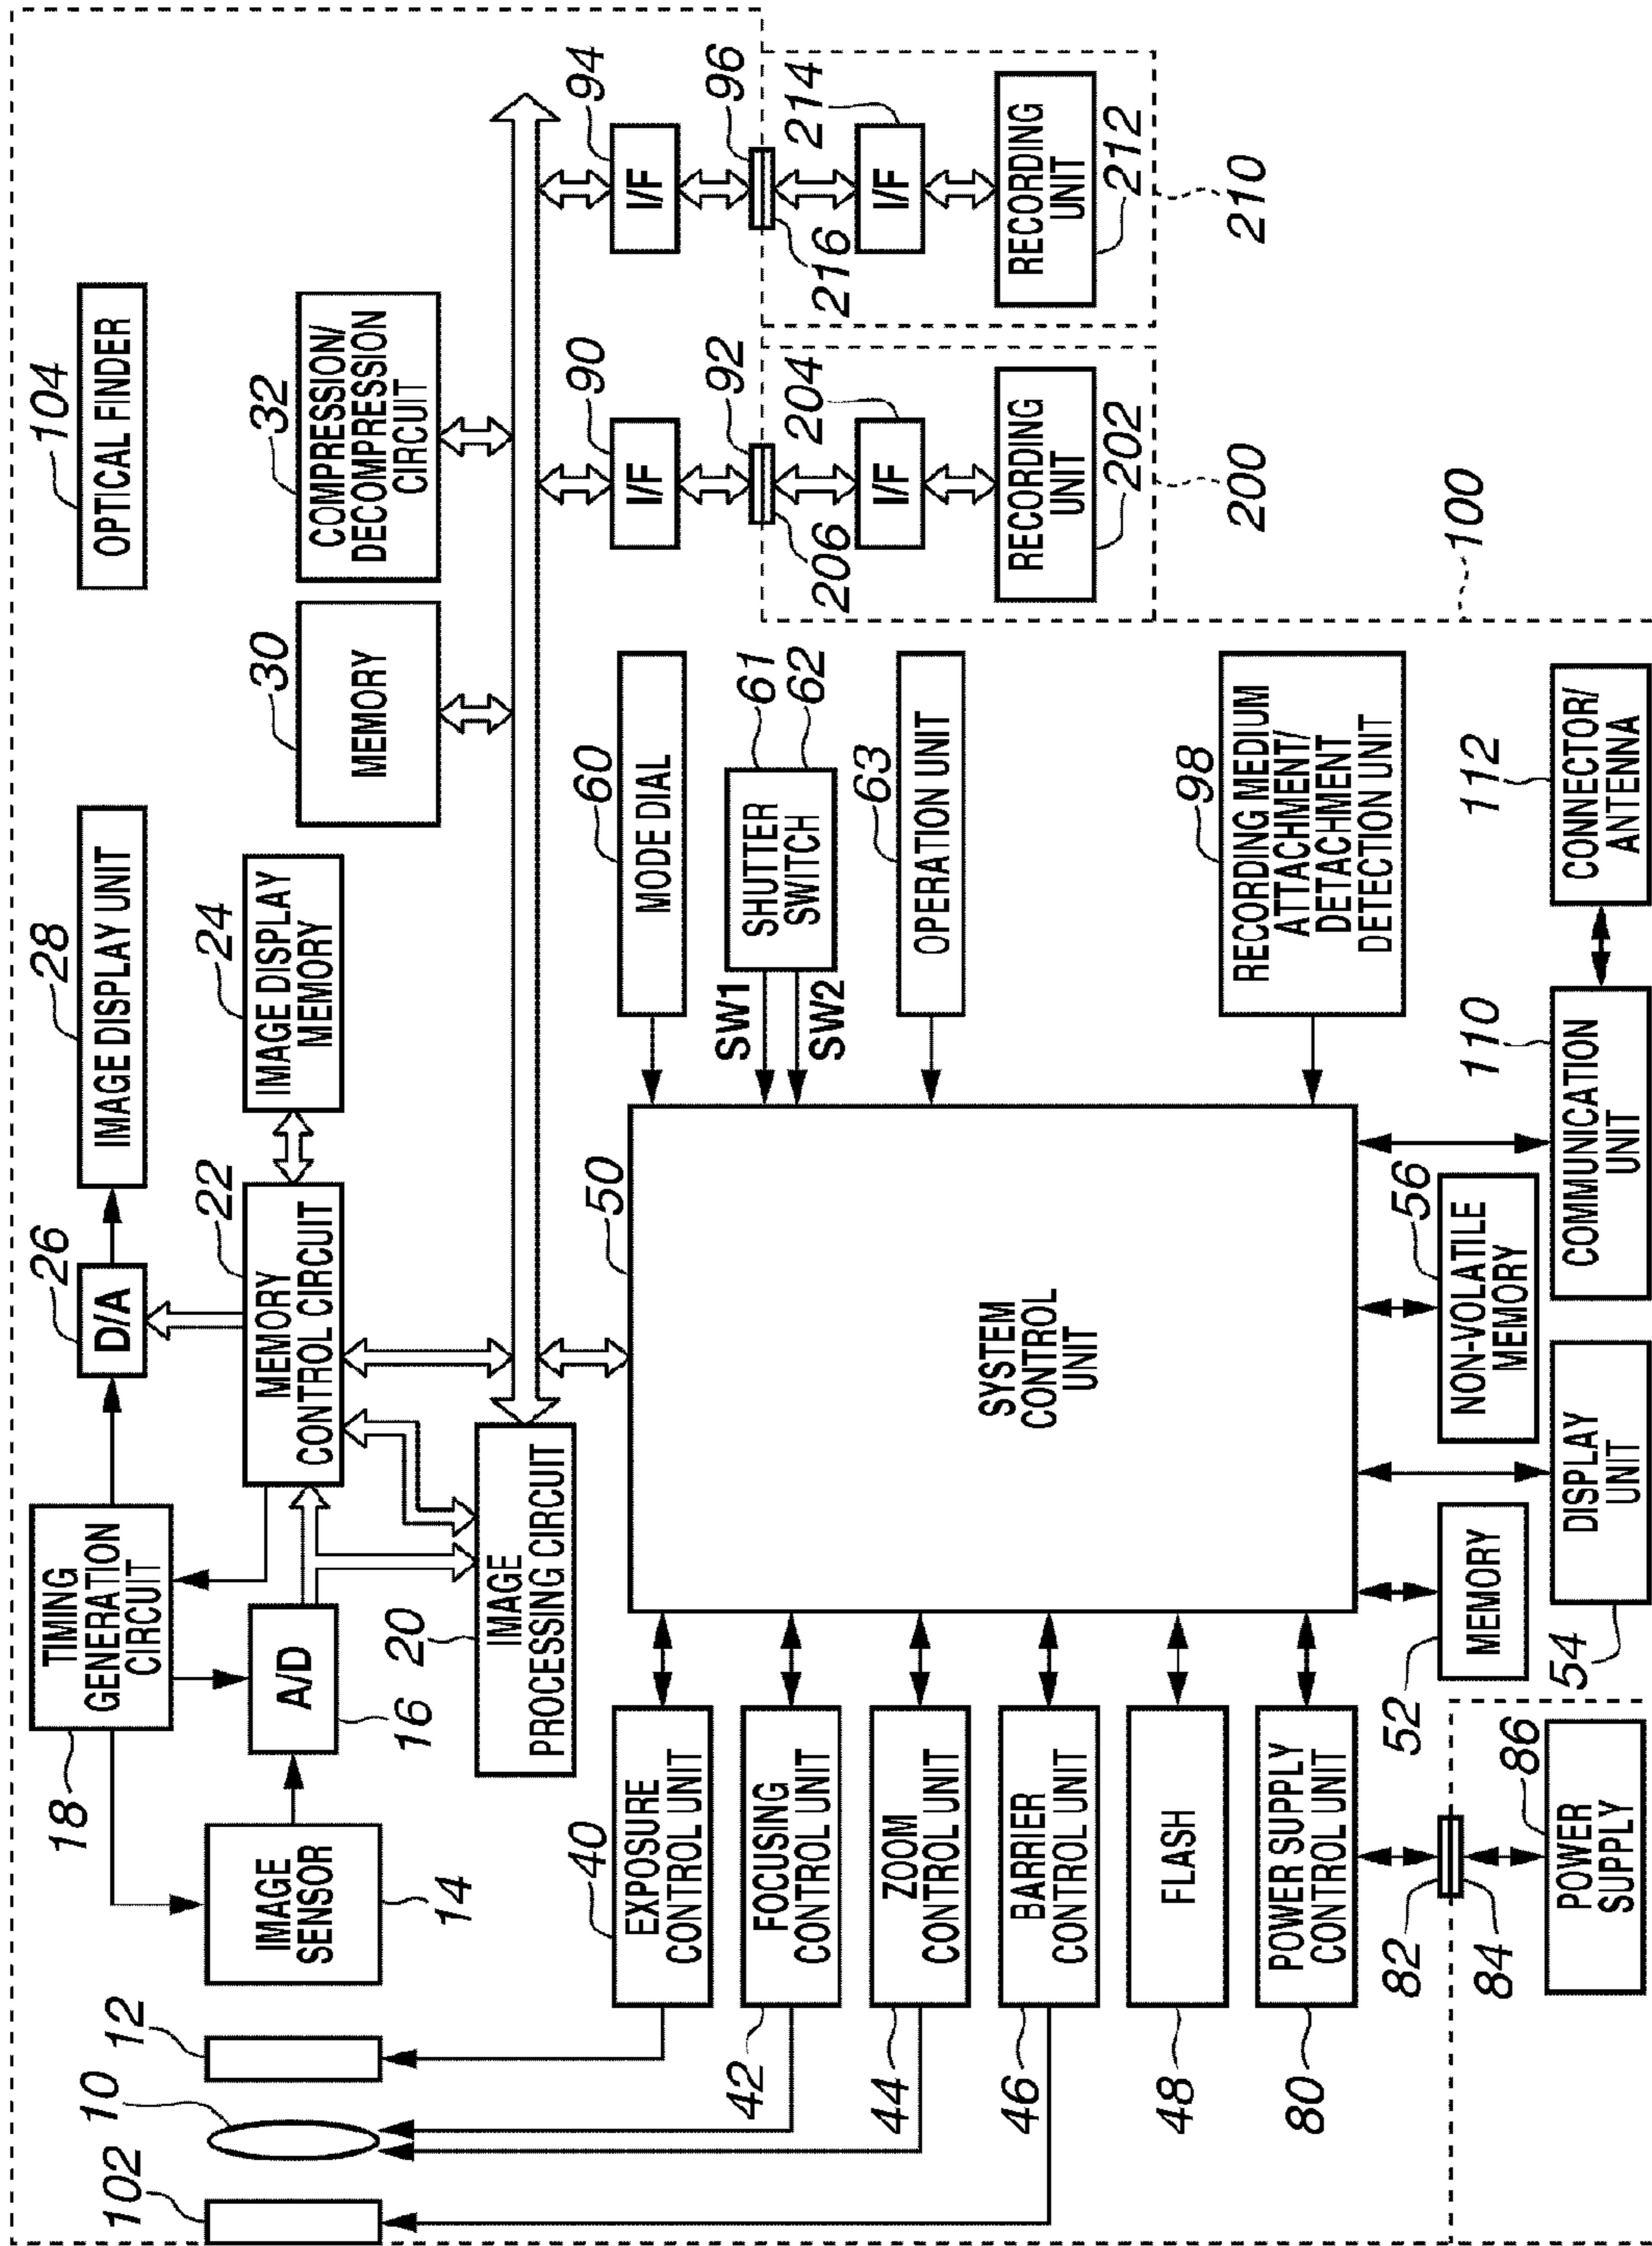 102
10
12
18
TIMING
GENERATION
CIRCUIT
26
D/A
28
IMAGE DISPLAY UNIT
104
OPTICAL FINDER
14
IMAGE
SENSOR
16
A/D
22
MEMORY
CONTROL CIRCUIT
24
IMAGE DISPLAY
MEMORY
30
MEMORY
32
COMPRESSION/
DECOMPRESSION
CIRCUIT
20
IMAGE
PROCESSING CIRCUIT
40
EXPOSURE
CONTROL UNIT
42
FOCUSING
CONTROL UNIT
44
ZOOM
CONTROL UNIT
46
BARRIER
CONTROL UNIT
48
FLASH
80
POWER SUPPLY
CONTROL UNIT
50
SYSTEM
CONTROL
UNIT
60
MODE DIAL
SW1
SW2
SHUTTER
SWITCH
61
62
63
OPERATION UNIT
98
RECORDING MEDIUM
ATTACHMENT/
DETACHMENT
DETECTION UNIT
90
I/F
92
94
I/F
96
206
204
I/F
RECORDING
UNIT
202
200
216
214
I/F
RECORDING
UNIT
212
210
100
82
84
86
POWER
SUPPLY
52
MEMORY
54
DISPLAY
UNIT
56
NON-VOLATILE
MEMORY
110
COMMUNICATION
UNIT
112
CONNECTOR/
ANTENNA